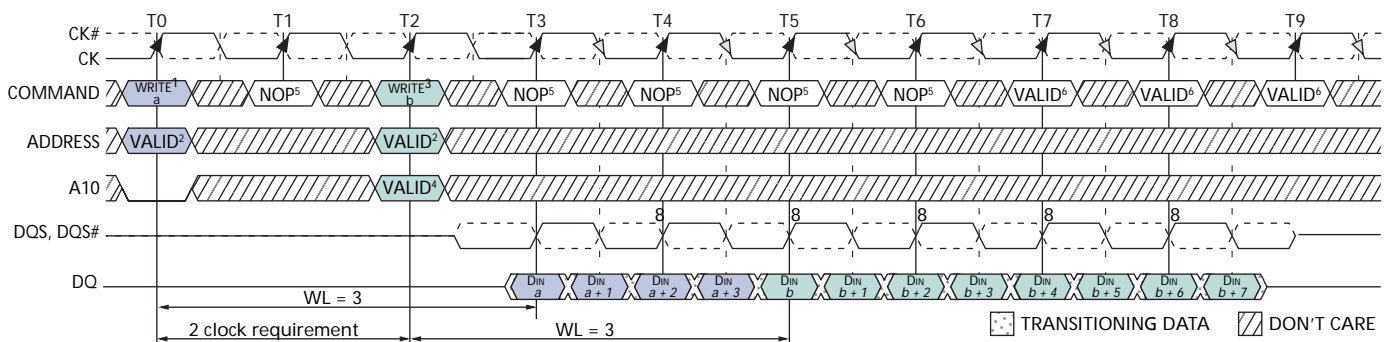 T0 T1 T2 T3 T4 T5 T6 T7 T8 T9
CK#
CK
COMMAND WRITE¹ a NOP⁵ WRITE³ b NOP⁵ NOP⁵ NOP⁵ NOP⁵ VALID⁶ VALID⁶ VALID⁶
ADDRESS VALID² VALID²
A10 VALID⁴
8 8 8 8 8
DQS, DQS#
DQ DIN a DIN a + 1 DIN a + 2 DIN a + 3 DIN b DIN b + 1 DIN b + 2 DIN b + 3 DIN b + 4 DIN b + 5 DIN b + 6 DIN b + 7
WL = 3
2 clock requirement WL = 3 TRANSITIONING DATA DON'T CARE